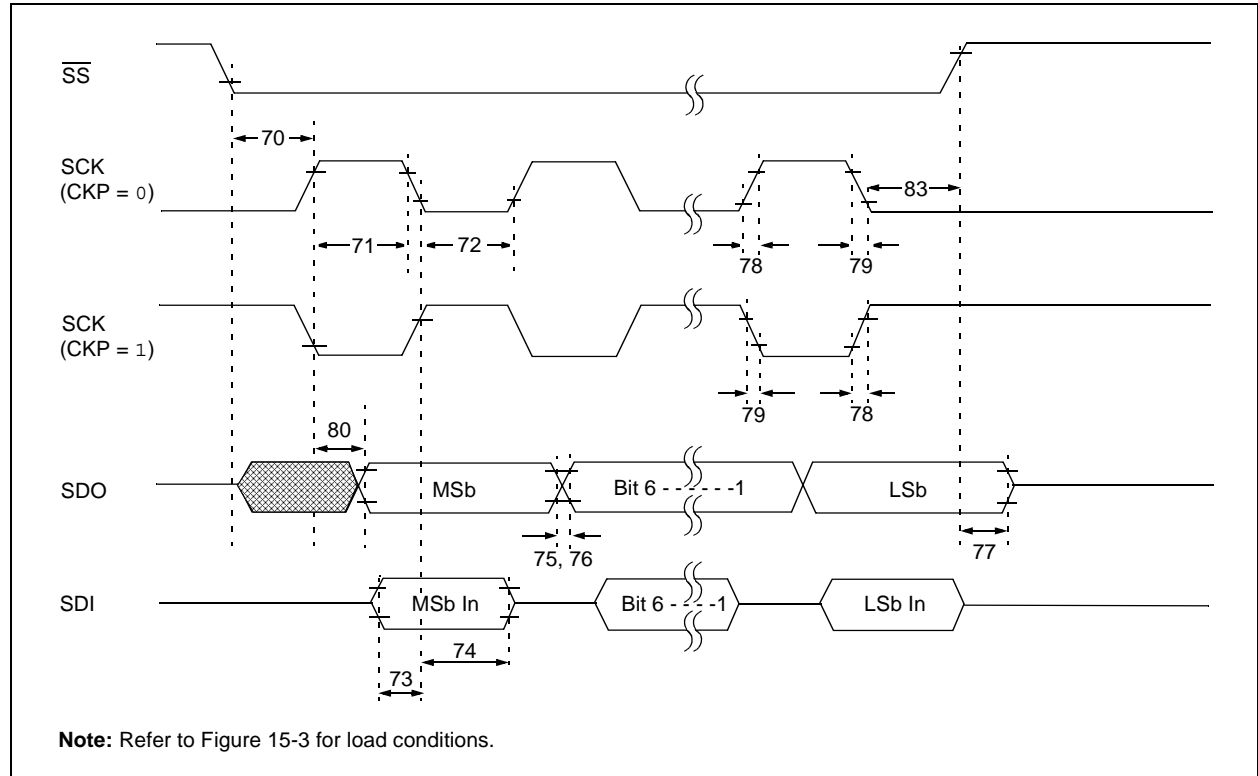 SS
70
SCK
(CKP = 0)
83
71
72
78
79
SCK
(CKP = 1)
79
78
80
SDO
MSb
Bit 6 - - - - - -1
LSb
75, 76
77
SDI
MSb In
Bit 6 - - - -1
LSb In
74
73
Note: Refer to Figure 15-3 for load conditions.